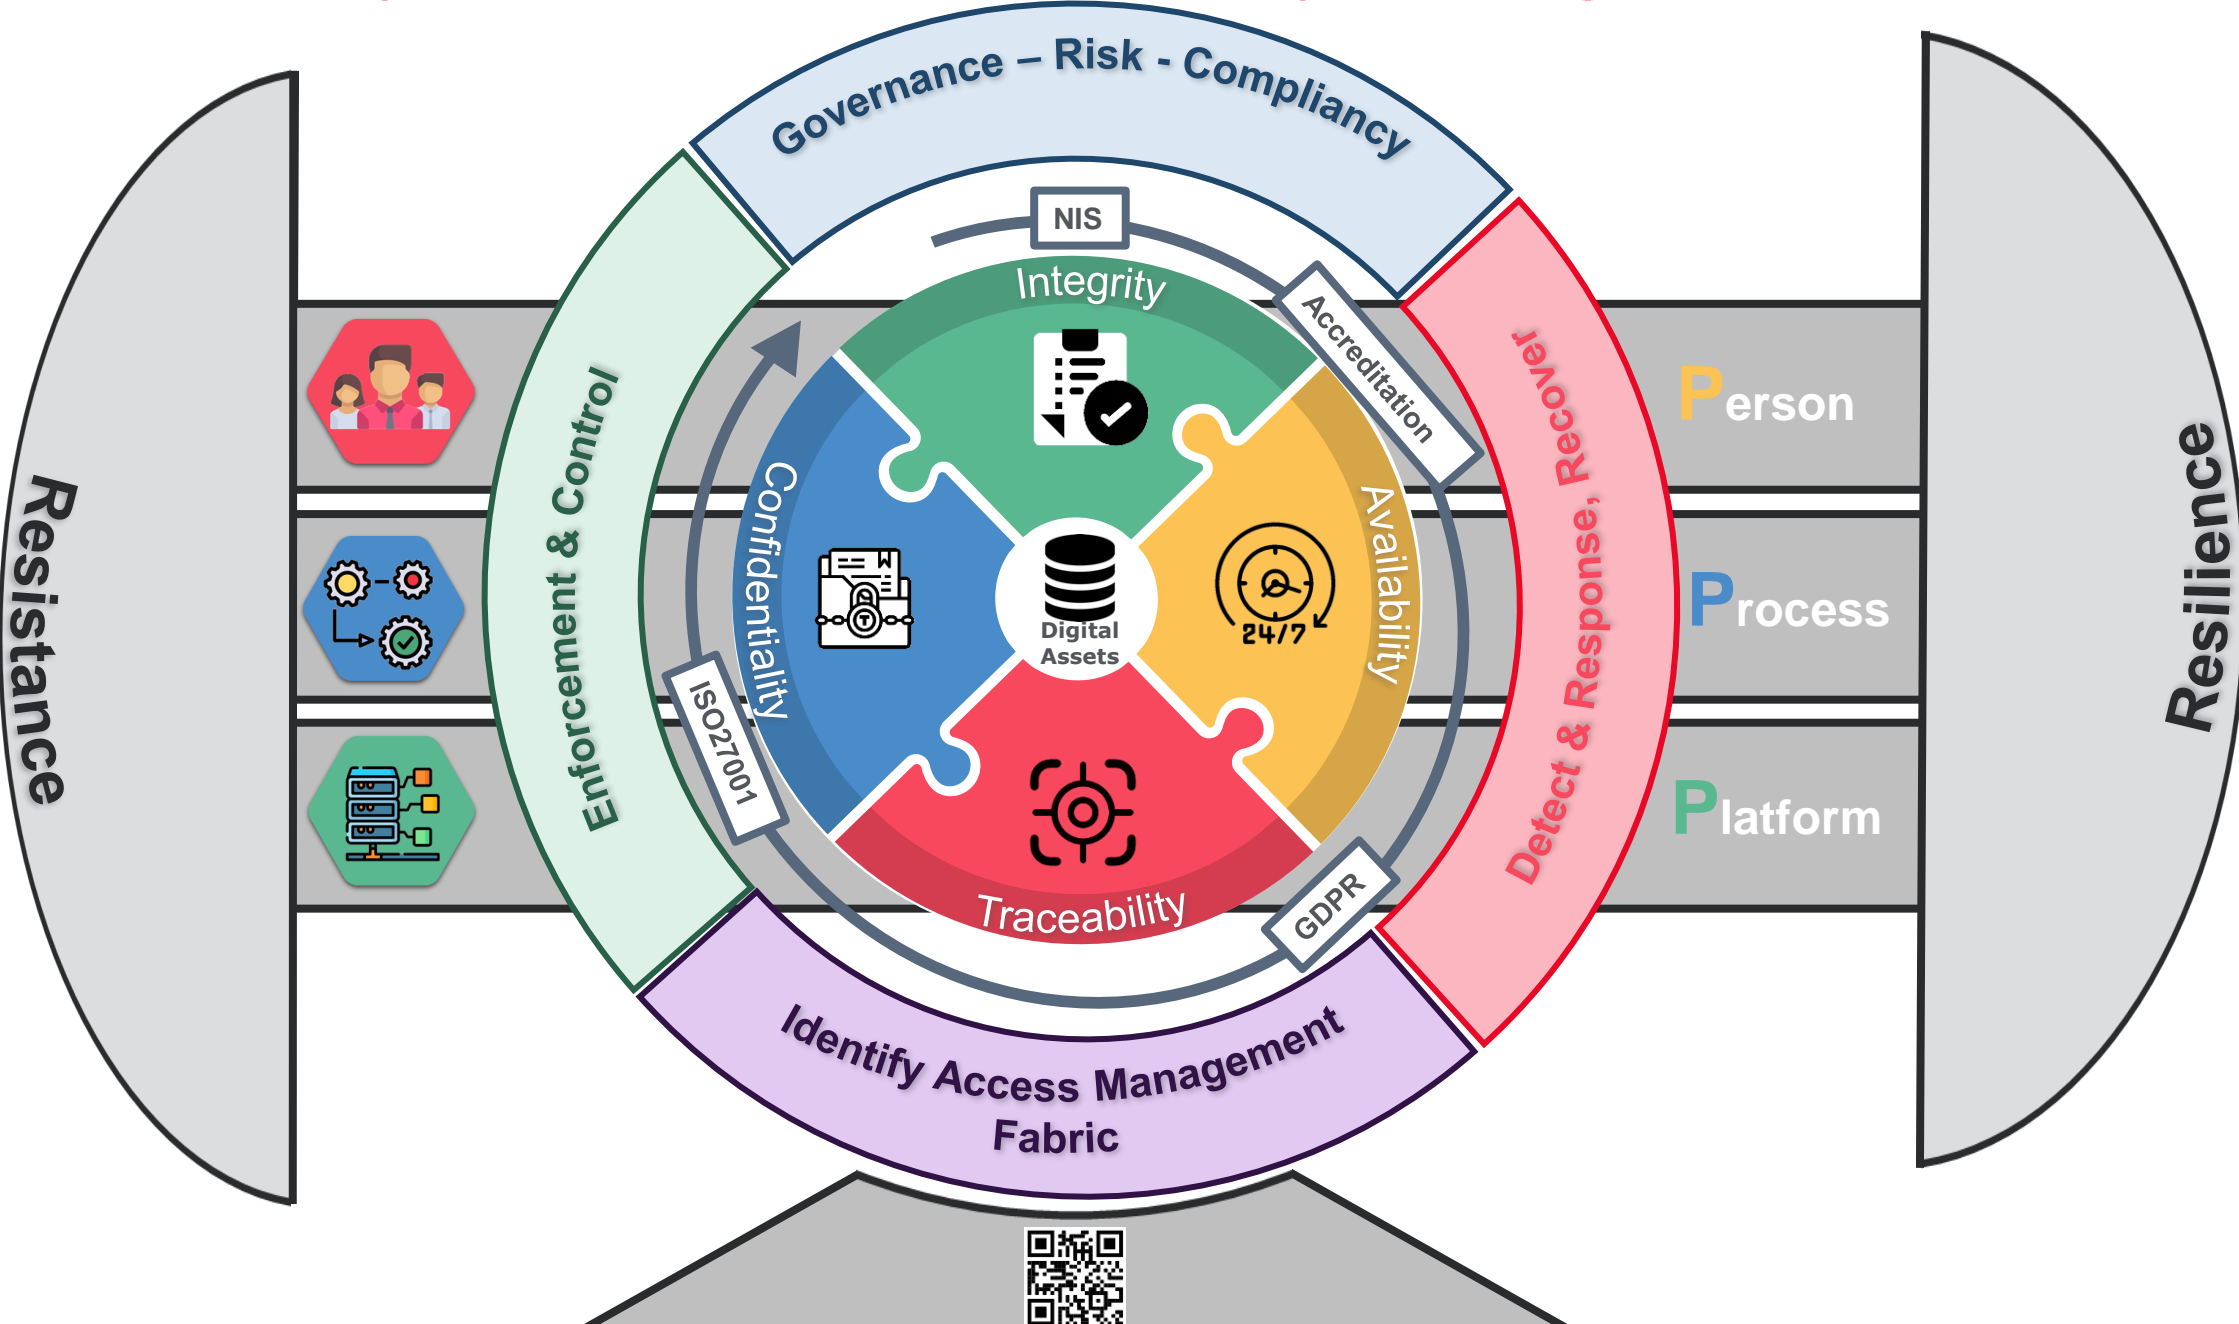 Governance – Risk - Compliancy
NIS
Accreditation
Integrity
Enforcement & Control
Detect & Response, Recover
Person
Resistance
Resilience
Confidentiality
Availability
Digital
Assets
24/7
Process
ISO27001
Platform
GDPR
Traceability
Identify Access Management
Fabric